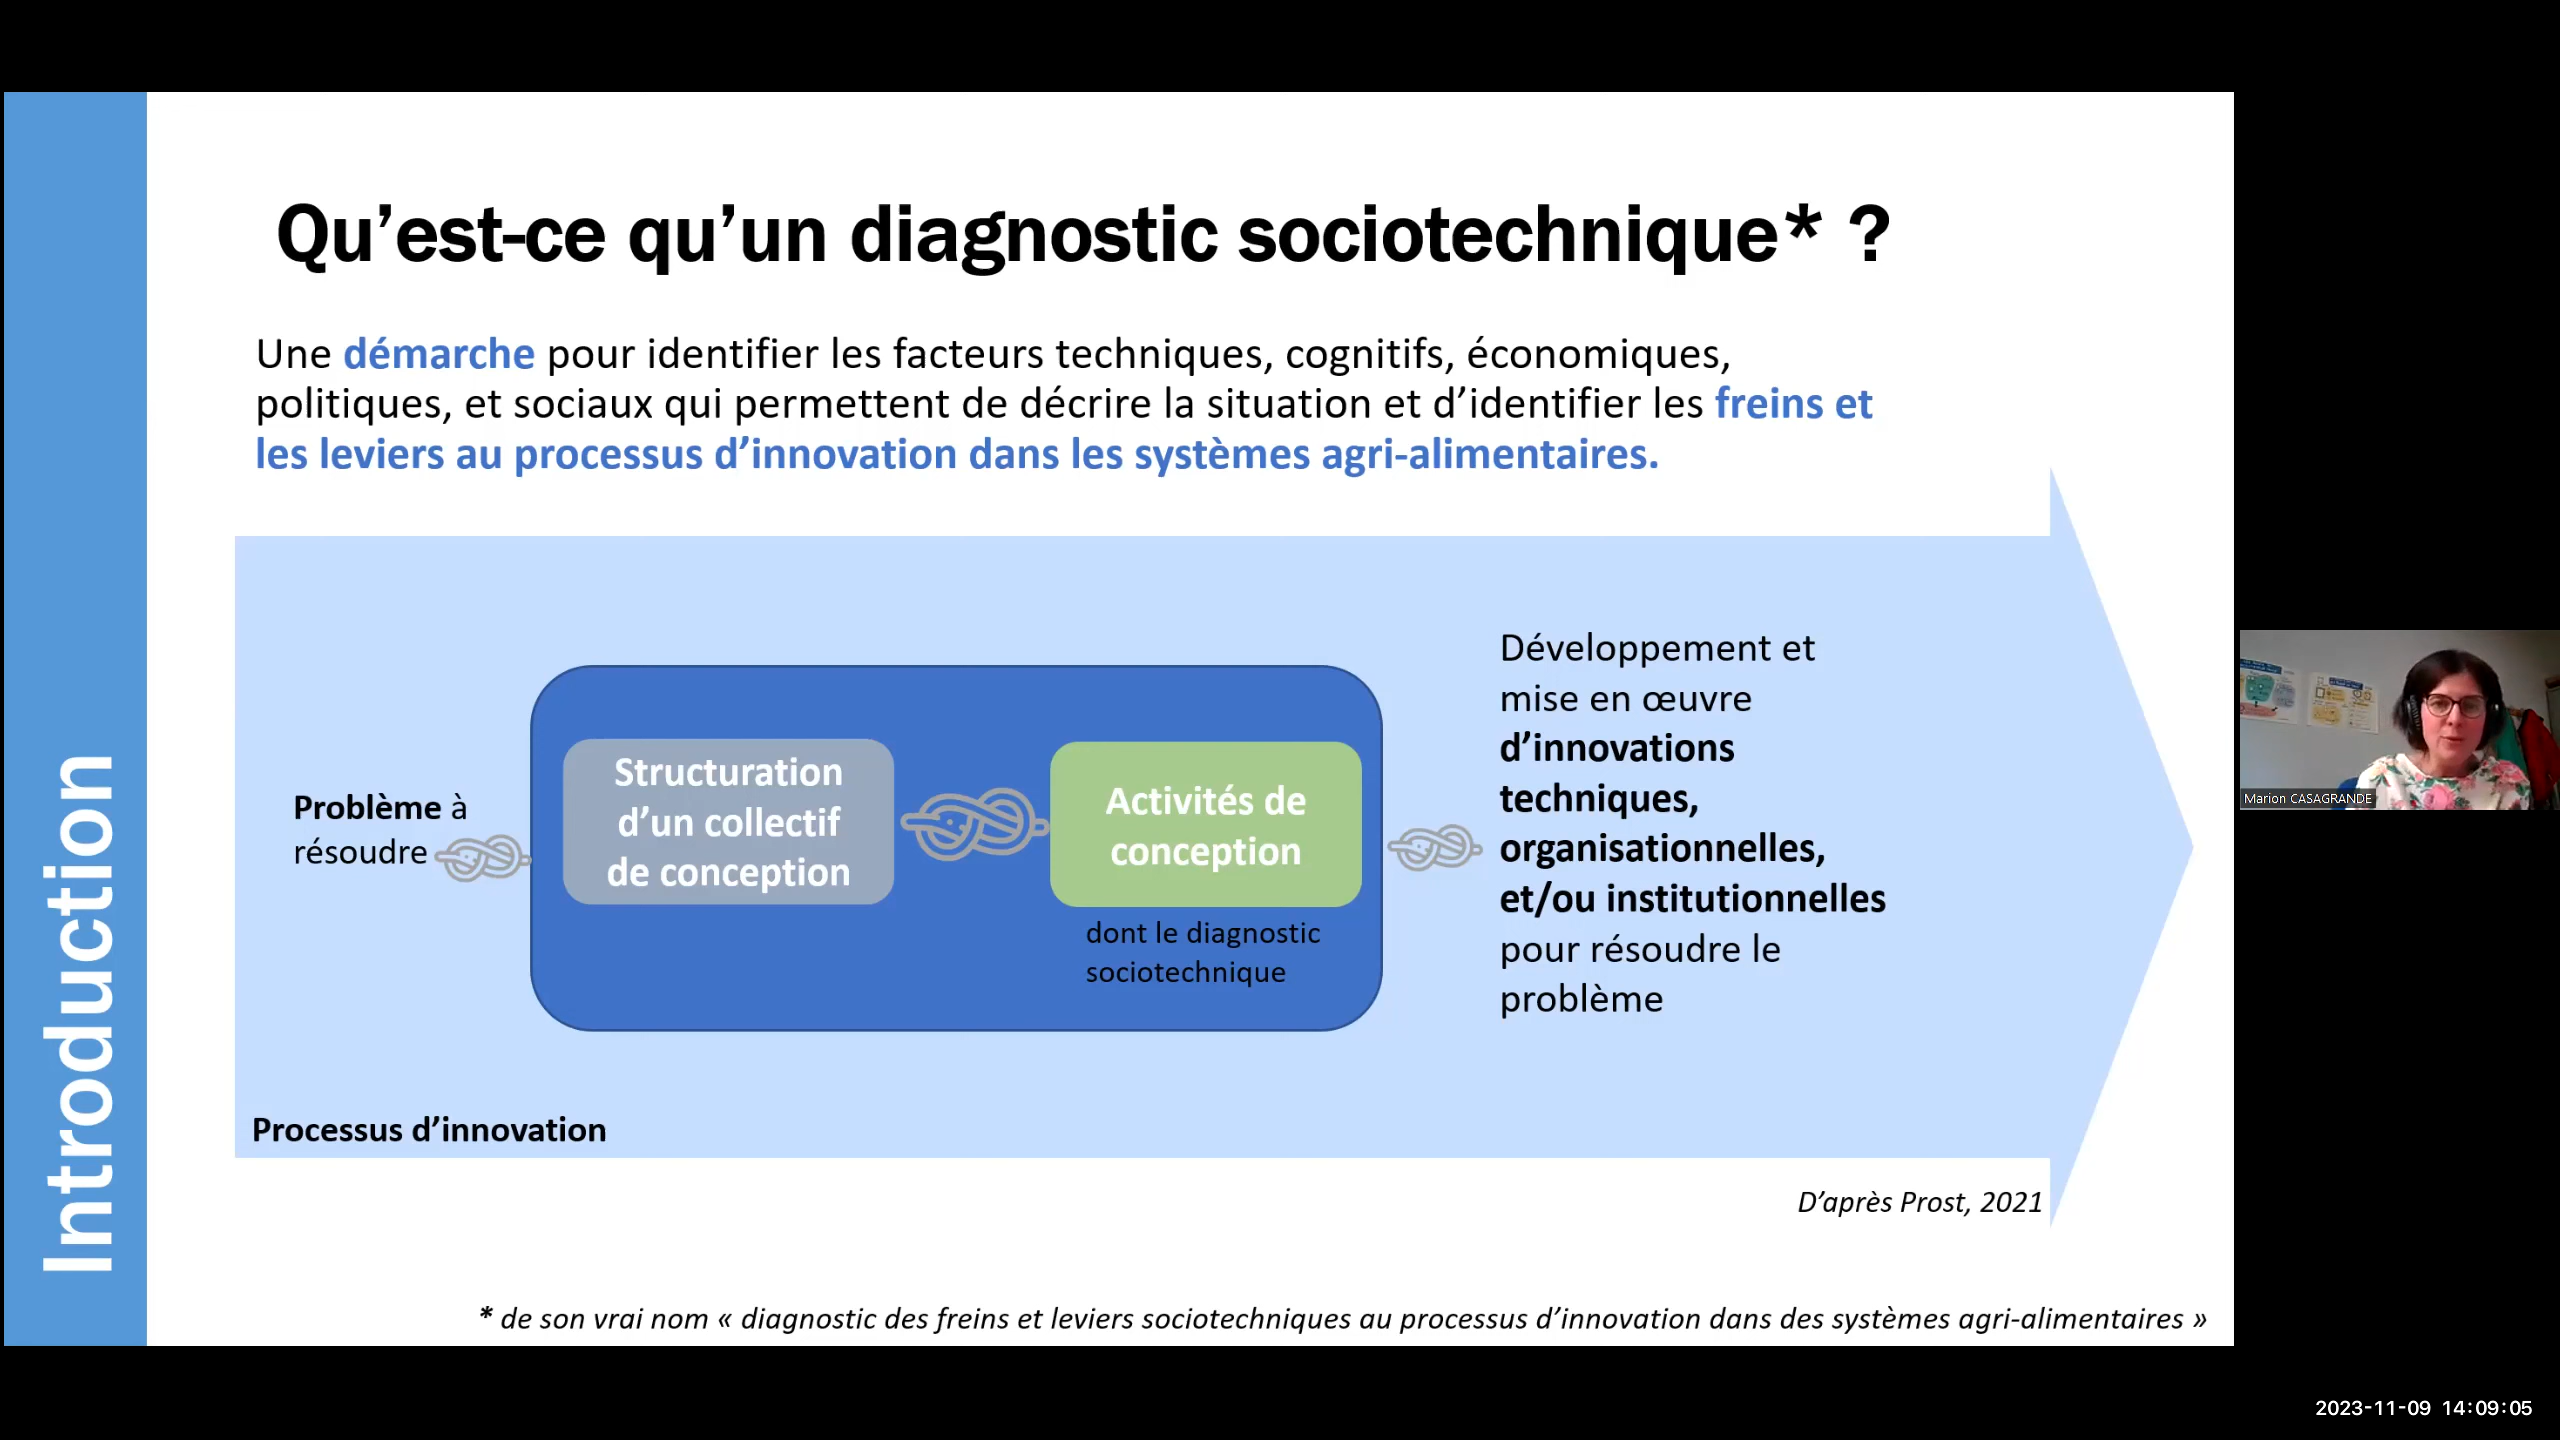 Introduction
Qu’est-ce qu’un diagnostic sociotechnique* ?
Une démarche pour identifier les facteurs techniques, cognitifs, économiques,
politiques, et sociaux qui permettent de décrire la situation et d’identifier les freins et
les leviers au processus d’innovation dans les systèmes agri-alimentaires.
Problème à
résoudre
Structuration
d’un collectif
de conception
Activités de
conception
dont le diagnostic
sociotechnique
Développement et
mise en œuvre
d’innovations
techniques,
organisationnelles,
et/ou institutionnelles
pour résoudre le
problème
Processus d’innovation
D’après Prost, 2021
* de son vrai nom « diagnostic des freins et leviers sociotechniques au processus d’innovation dans des systèmes agri-alimentaires »
Marion CASAGRANDE
2023-11-09 14:09:05